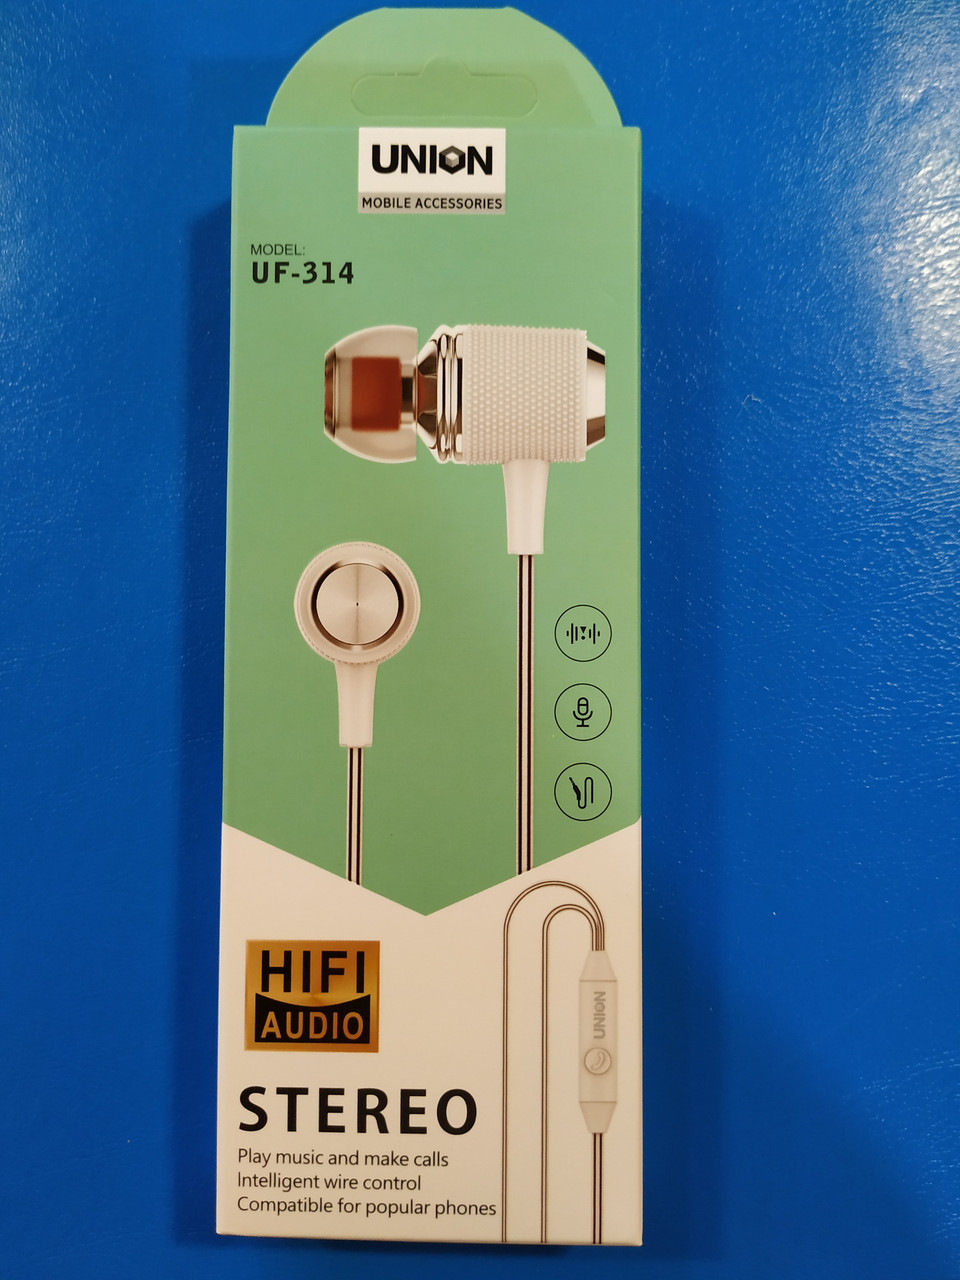 UNION
MOBILE ACCESSORIES
MODEL:
UF-314
UNION
HIFI
AUDIO
STEREO
Play music and make calls
Intelligent wire control
Compatible for popular phones